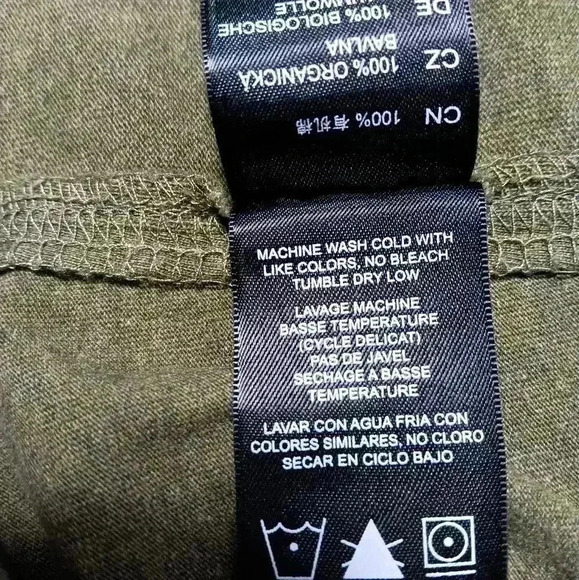 DE 100% BIOLOGISCHE
CZ 100% ORGANICKÁ
BAVLNA
CN 100% 有机棉
MACHINE WASH COLD WITH
LIKE COLORS, NO BLEACH
TUMBLE DRY LOW
LAVAGE MACHINE
BASSE TEMPERATURE
(CYCLE DELICAT)
PAS DE JAVEL
SECHAGE A BASSE
TEMPERATURE
LAVAR CON AGUA FRIA CON
COLORES SIMILARES, NO CLORO
SECAR EN CICLO BAJO